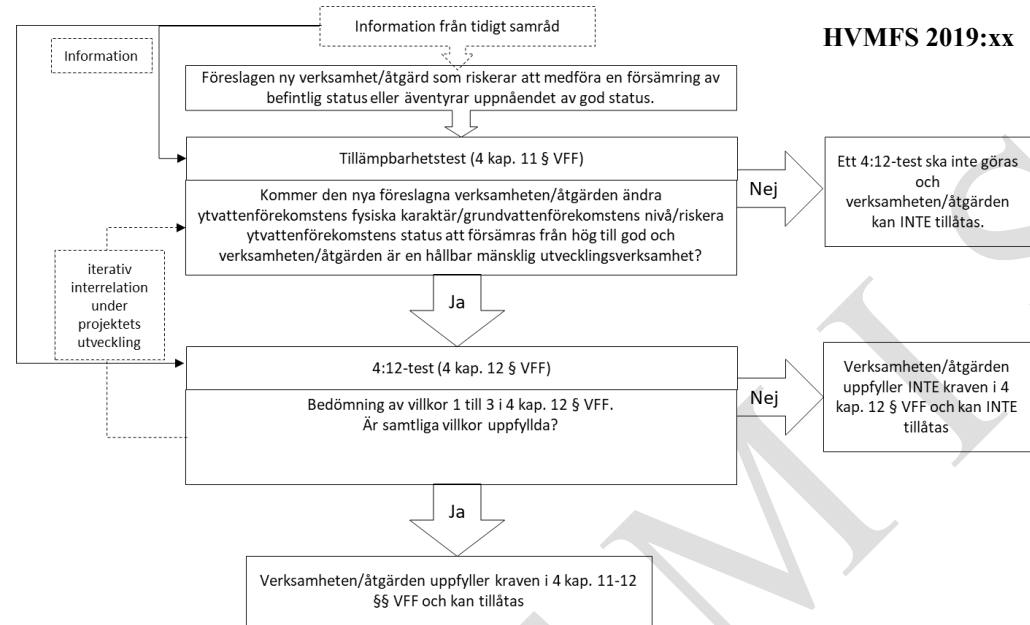 Information från tidigt samråd
HVMFS 2019:xx
Information
Föreslagen ny verksamhet/åtgärd som riskerar att medföra en försämring av
befintlig status eller äventyrar uppnåendet av god status.
Tillämpbarhetstest (4 kap. 11 § VFF)
Kommer den nya föreslagna verksamheten/åtgärden ändra
ytvattenförekomstens fysiska karaktär/grundvattenförekomstens nivå/riskera
ytvattenförekomstens status att försämras från hög till god och
verksamheten/åtgärden är en hållbar mänsklig utvecklingsverksamhet?
Nej
Ett 4:12-test ska inte göras
och
verksamheten/åtgärden
kan INTE tillåtas.
iterativ
interrelation
under
projektets
utveckling
Ja
4:12-test (4 kap. 12 § VFF)
Bedömning av villkor 1 till 3 i 4 kap. 12 § VFF.
Är samtliga villkor uppfyllda?
Nej
Verksamheten/åtgärden
uppfyller INTE kraven i 4
kap. 12 § VFF och kan INTE
tillåtas
Ja
Verksamheten/åtgärden uppfyller kraven i 4 kap. 11-12
§§ VFF och kan tillåtas